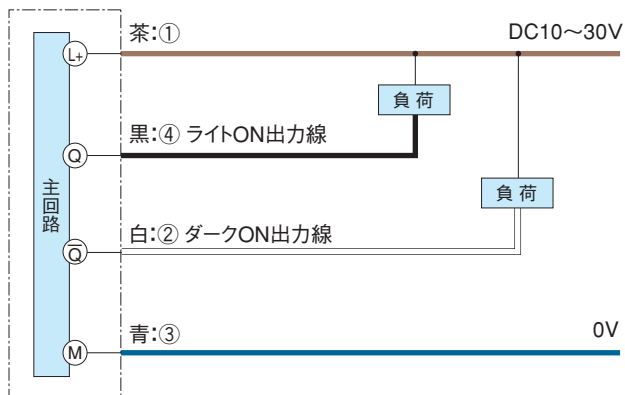 茶:① DC10～30V
L+
負荷
黒:④ ライトON出力線
Q
主回路
負荷
白:② ダークON出力線
Q̅
青:③ 0V
M